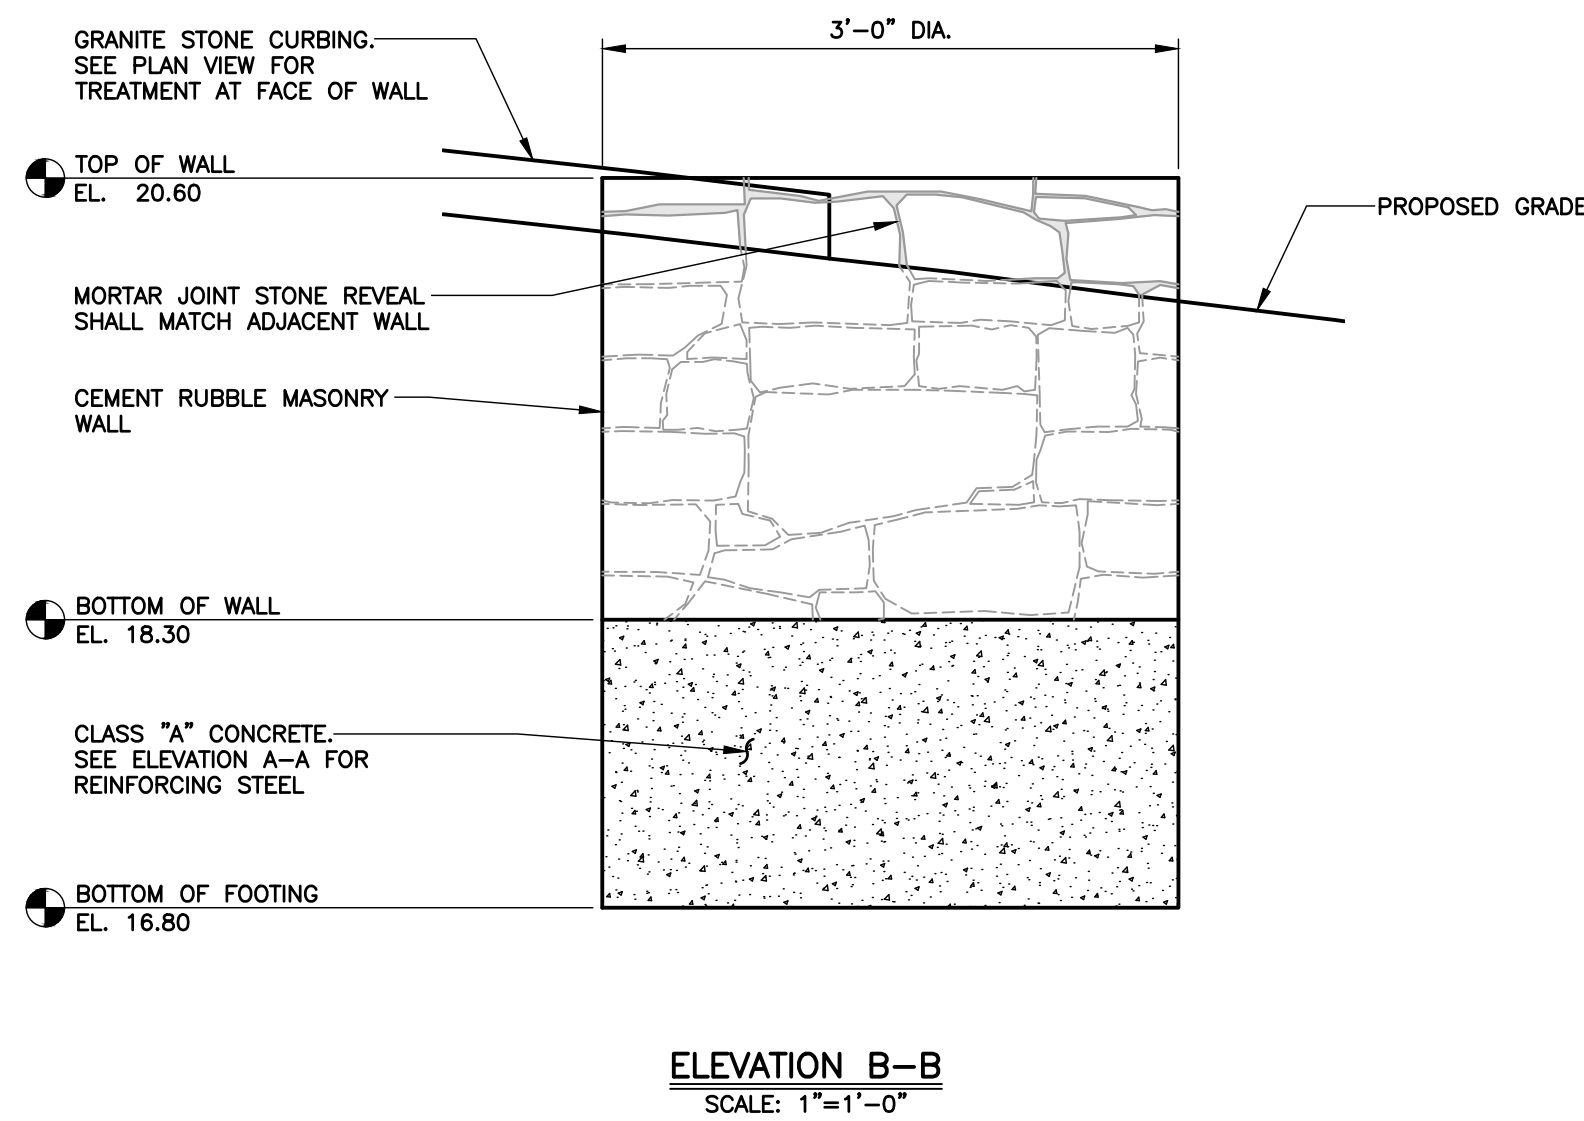 3'-0" DIA.
GRANITE STONE CURBING.
SEE PLAN VIEW FOR
TREATMENT AT FACE OF WALL
TOP OF WALL
EL. 20.60
PROPOSED GRADE
MORTAR JOINT STONE REVEAL
SHALL MATCH ADJACENT WALL
CEMENT RUBBLE MASONRY
WALL
BOTTOM OF WALL
EL. 18.30
CLASS "A" CONCRETE.
SEE ELEVATION A-A FOR
REINFORCING STEEL
BOTTOM OF FOOTING
EL. 16.80
ELEVATION B-B
SCALE: 1"=1'-0"